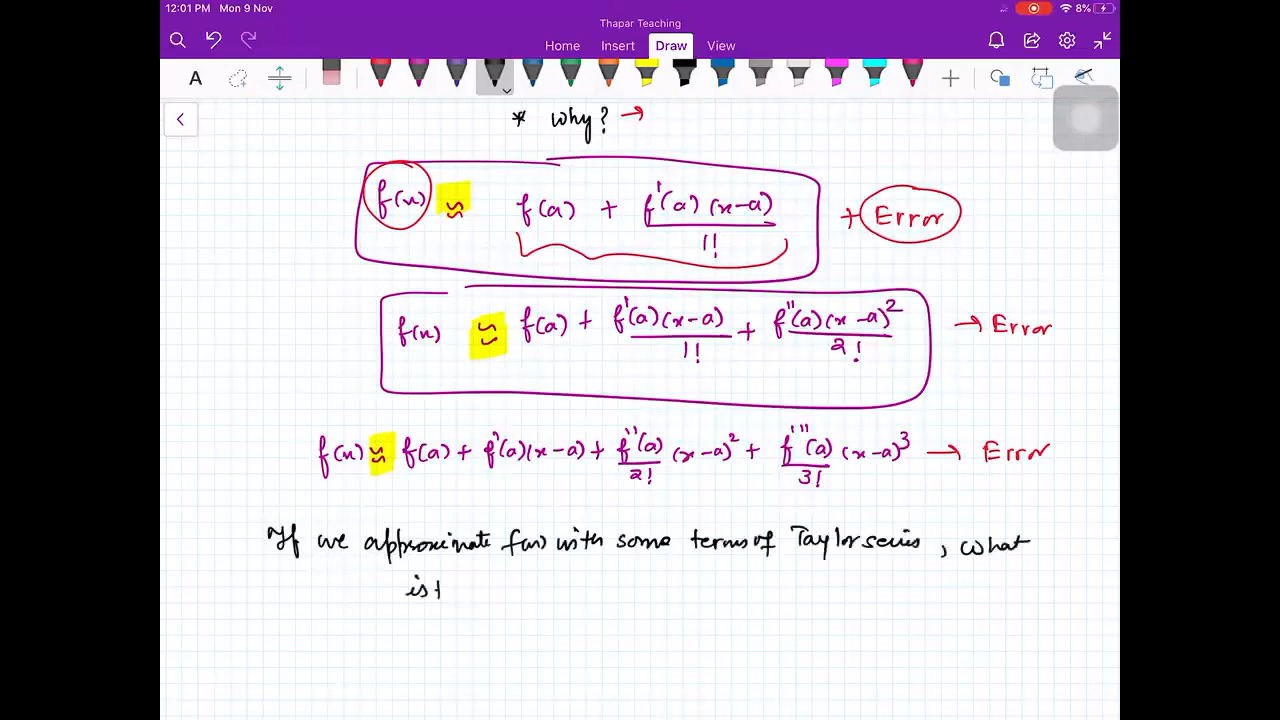 12:01 PM Mon 9 Nov 8%
Thapar Teaching
Home Insert Draw View
A
* why? →
f(x) ≈ f(a) + f'(a)(x-a)/1! + Error
f(x) ≈ f(a) + f'(a)(x-a)/1! + f''(a)(x-a)²/2! → Error
f(x) ≈ f(a) + f'(a)(x-a) + f''(a)/2! (x-a)² + f'''(a)/3! (x-a)³ → Error
If we approximate f(x) with some terms of Taylor series, what
is t